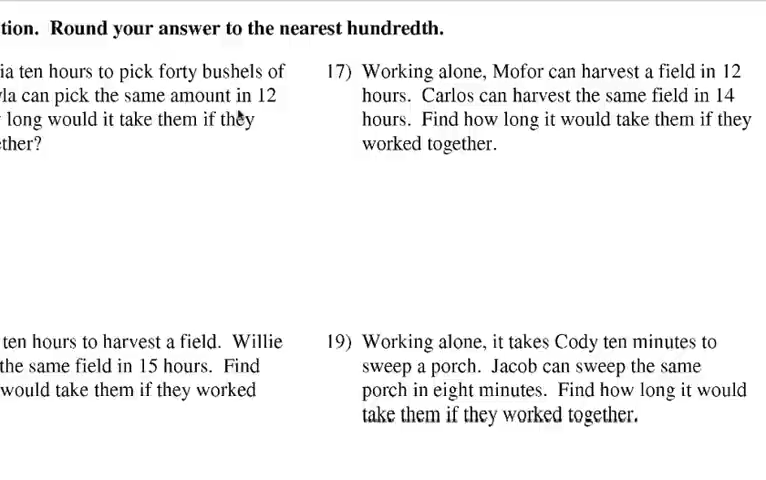 tion. Round your answer to the nearest hundredth.
ia ten hours to pick forty bushels of
la can pick the same amount in 12
long would it take them if they
ther?
17) Working alone, Mofor can harvest a field in 12
hours. Carlos can harvest the same field in 14
hours. Find how long it would take them if they
worked together.
ten hours to harvest a field. Willie
the same field in 15 hours. Find
would take them if they worked
19) Working alone, it takes Cody ten minutes to
sweep a porch. Jacob can sweep the same
porch in eight minutes. Find how long it would
take them if they worked together.